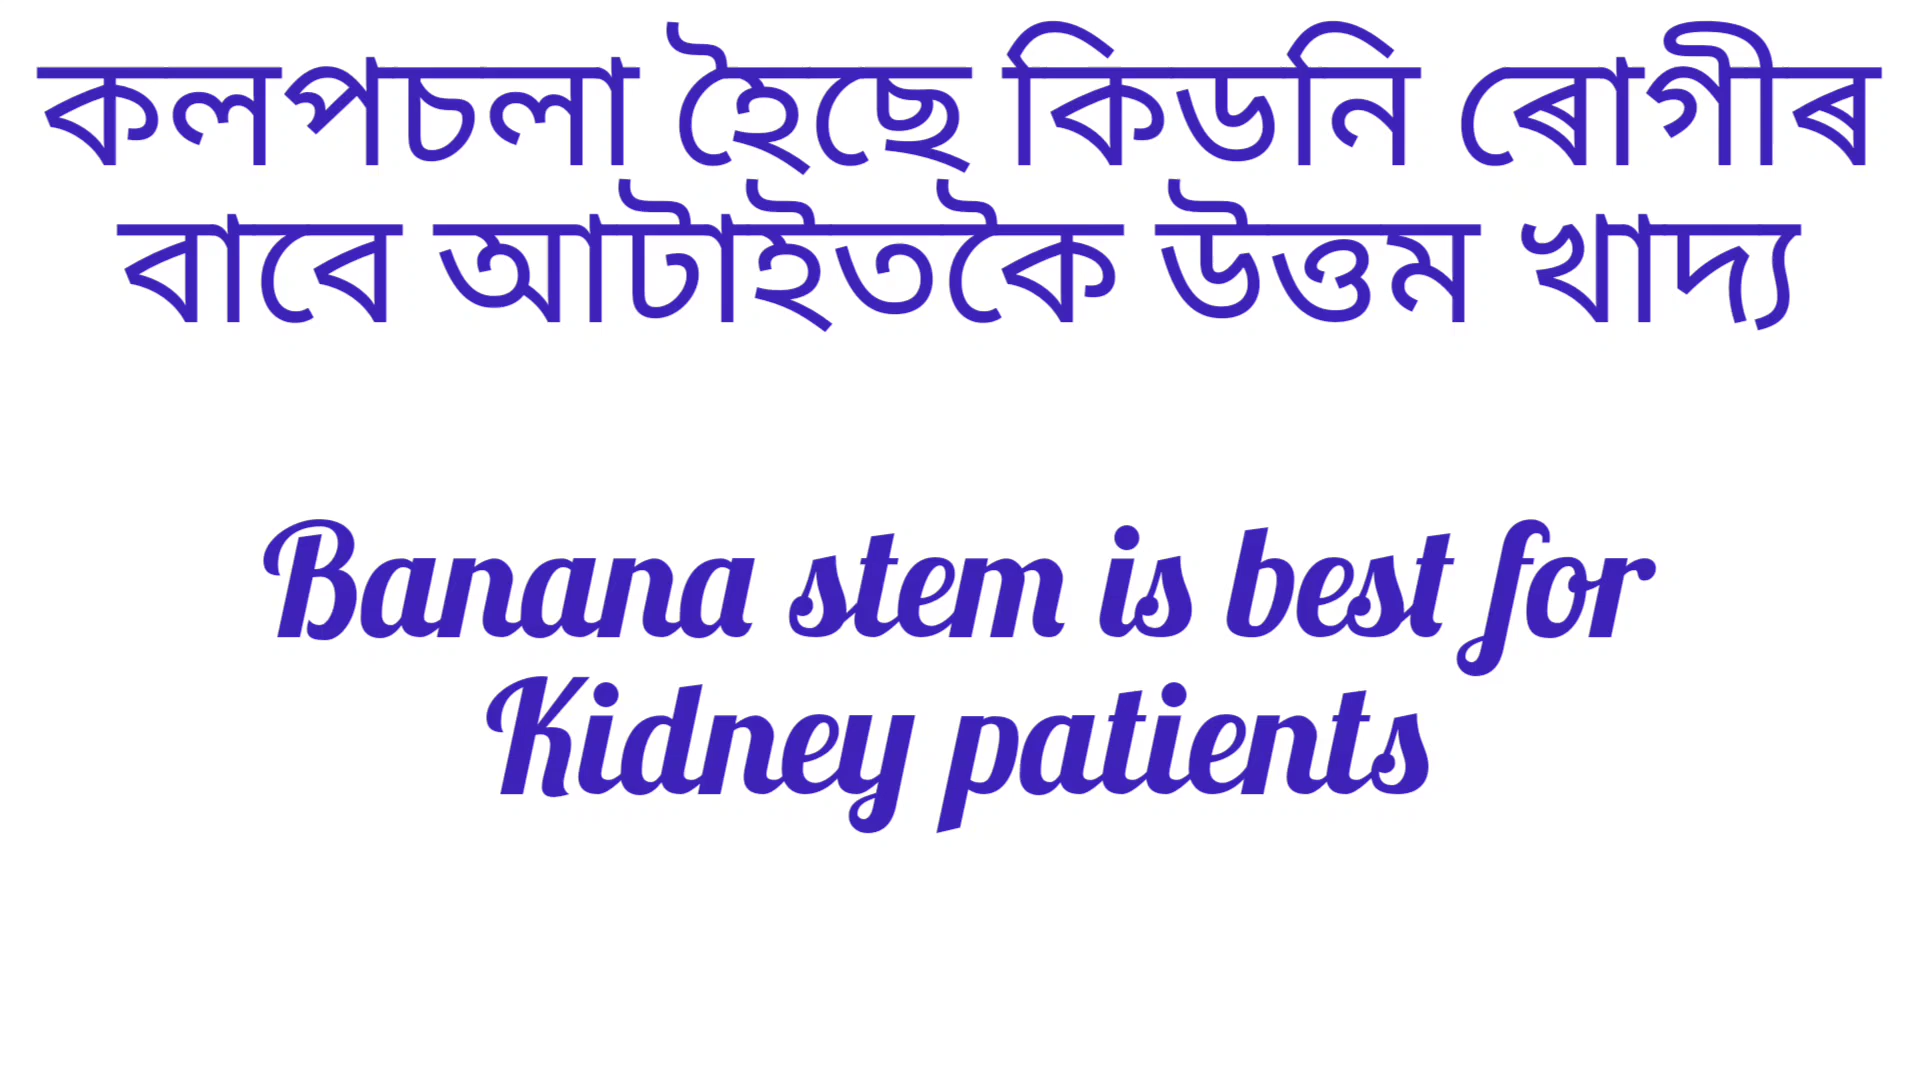 কলপচলা হৈছে কিডনি ৰোগীৰ
বাবে আটাইতকৈ উত্তম খাদ্য
Banana stem is best for
Kidney patients